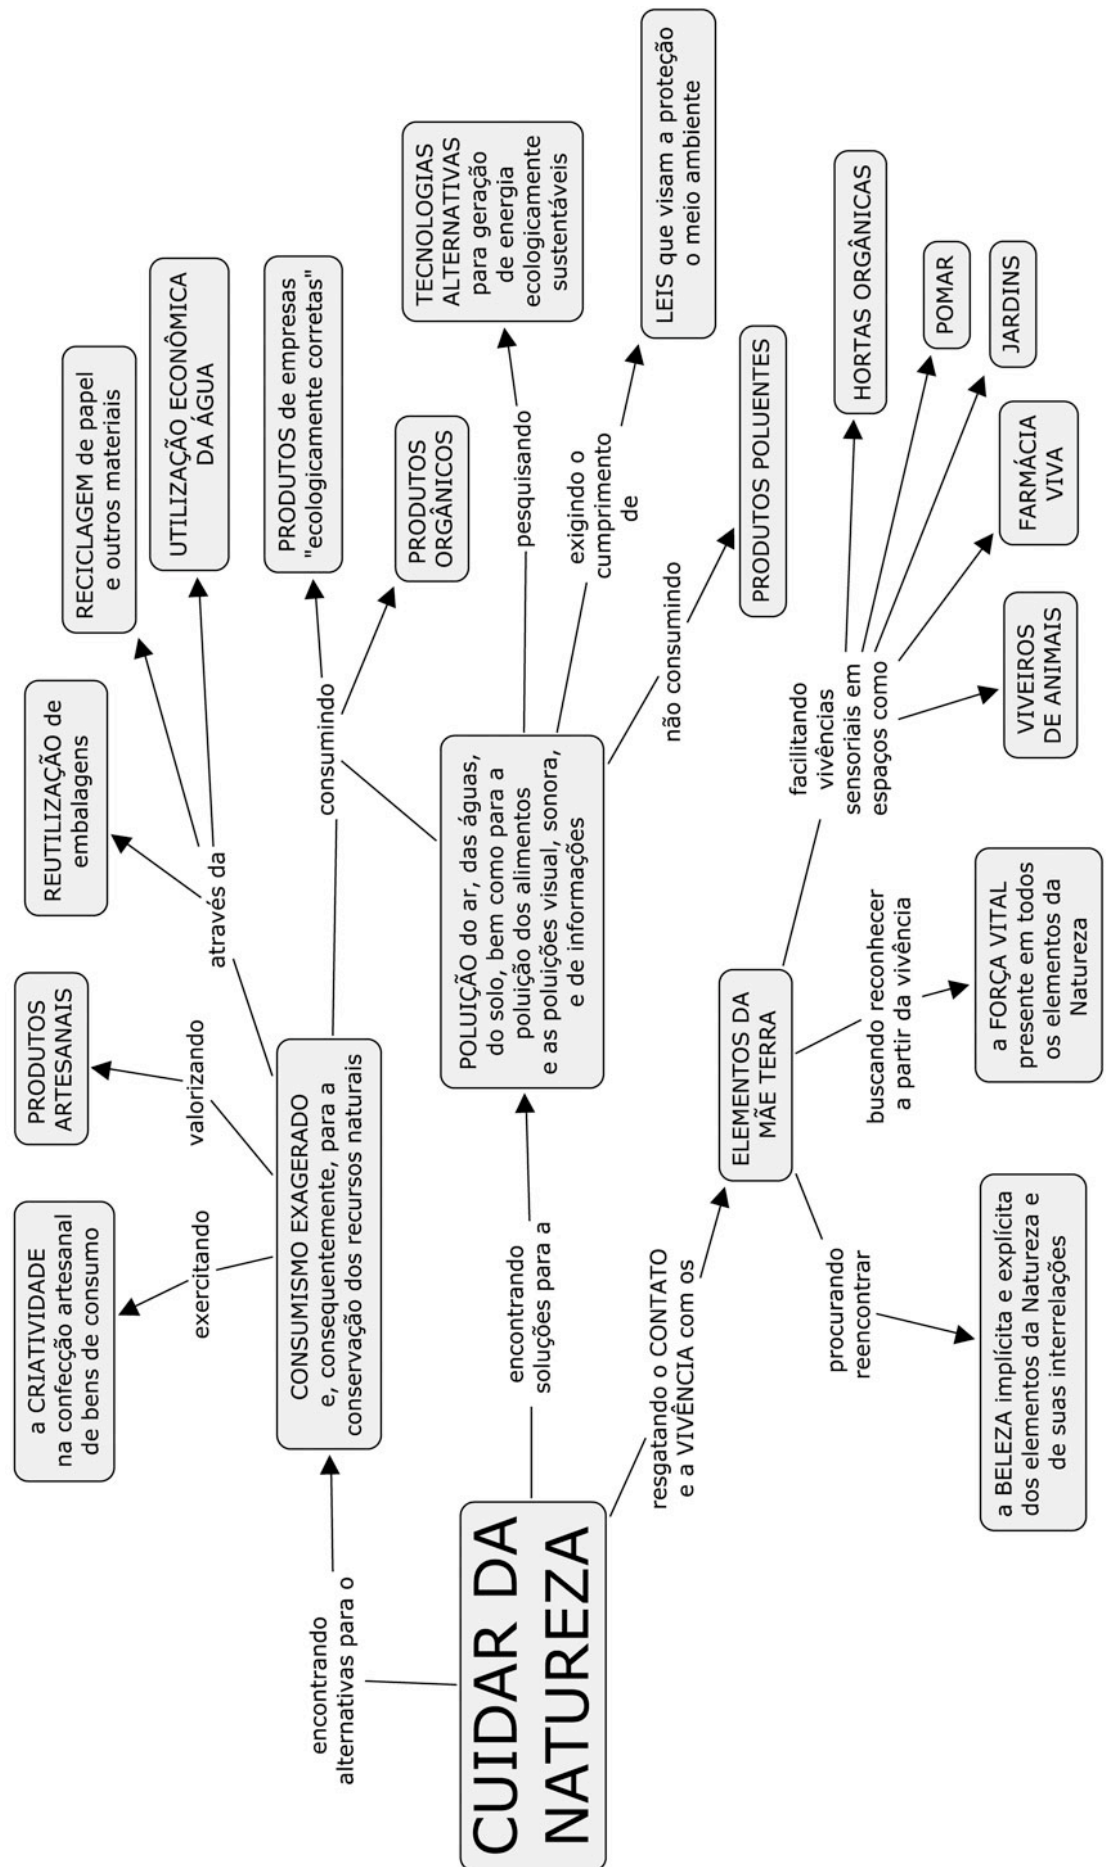 CUIDAR DA
NATUREZA
encontrando
alternativas para o
CONSUMISMO EXAGERADO
e, consequentemente, para a
conservação dos recursos naturais
exercitando
a CRIATIVIDADE
na confecção artesanal
de bens de consumo
valorizando
PRODUTOS
ARTESANAIS
através da
REUTILIZAÇÃO de
embalagens
RECICLAGEM de papel
e outros materiais
UTILIZAÇÃO ECONÔMICA
DA ÁGUA
consumindo
PRODUTOS de empresas
"ecologicamente corretas"
PRODUTOS
ORGÂNICOS
encontrando
soluções para a
POLUIÇÃO do ar, das águas,
do solo, bem como para a
poluição dos alimentos
e as poluições visual, sonora,
e de informações
pesquisando
TECNOLOGIAS
ALTERNATIVAS
para geração
de energia
ecologicamente
sustentáveis
exigindo o
cumprimento
de
LEIS que visam a proteção
o meio ambiente
não consumindo
PRODUTOS POLUENTES
resgatando o CONTATO
e a VIVÊNCIA com os
ELEMENTOS DA
MÃE TERRA
facilitando
vivências
sensoriais em
espaços como
HORTAS ORGÂNICAS
POMAR
JARDINS
FARMÁCIA
VIVA
VIVEIROS
DE ANIMAIS
buscando reconhecer
a partir da vivência
a FORÇA VITAL
presente em todos
os elementos da
Natureza
procurando
reencontrar
a BELEZA implícita e explícita
dos elementos da Natureza e
de suas interrelações